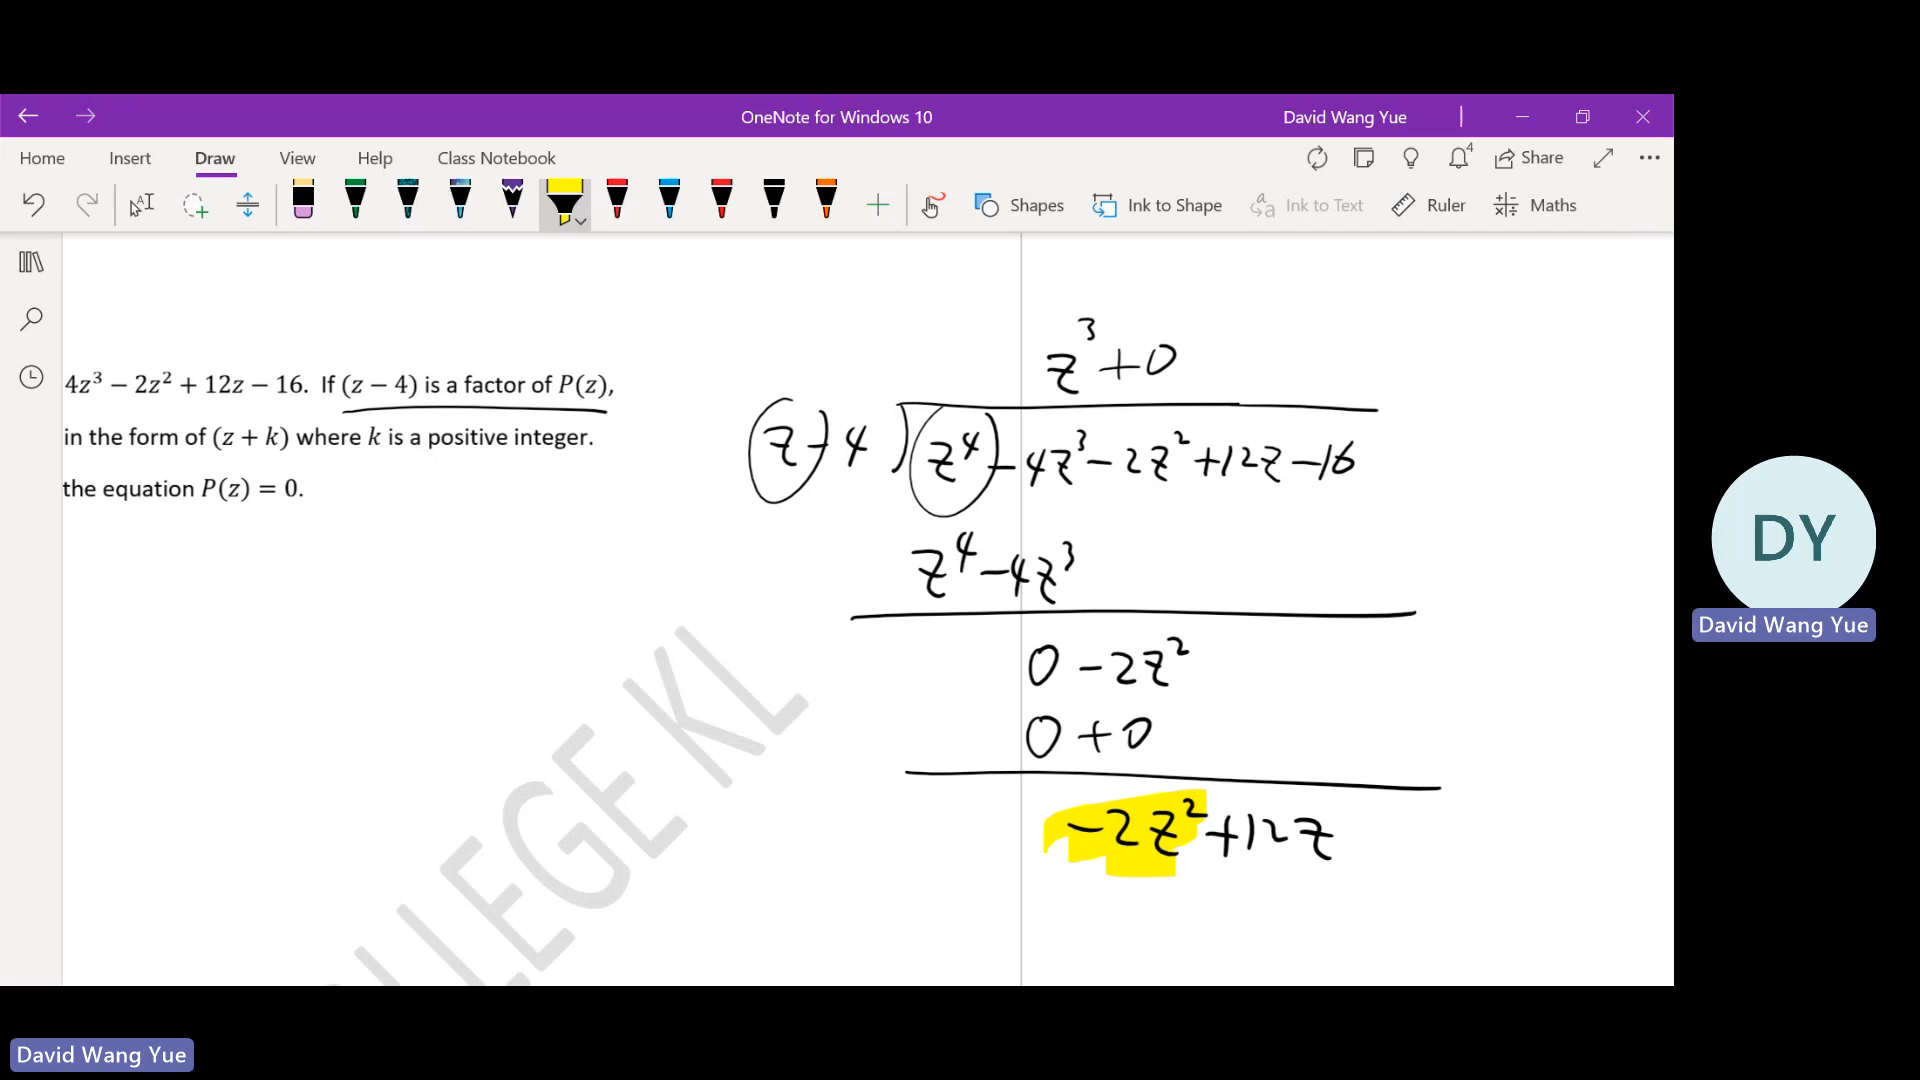 OneNote for Windows 10
David Wang Yue
Home Insert Draw View Help Class Notebook
4
Share
Shapes
Ink to Shape
Ink to Text
Ruler
Maths
4z³ − 2z² + 12z − 16. If (z − 4) is a factor of P(z),
in the form of (z + k) where k is a positive integer.
the equation P(z) = 0.
z³ + 0
z − 4 ) z⁴ − 4z³ − 2z² + 12z − 16
z⁴ − 4z³
0 − 2z²
0 + 0
−2z² + 12z
LLEGE KL
DY
David Wang Yue
David Wang Yue